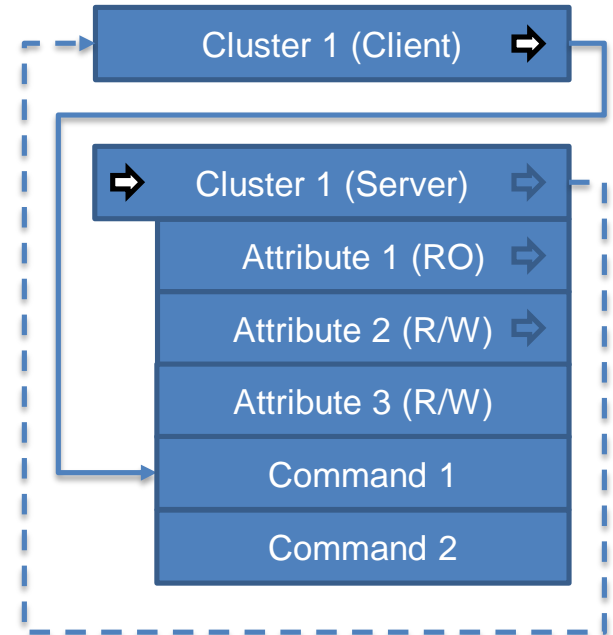 Cluster 1 (Client)
Cluster 1 (Server)
Attribute 1 (RO)
Attribute 2 (R/W)
Attribute 3 (R/W)
Command 1
Command 2